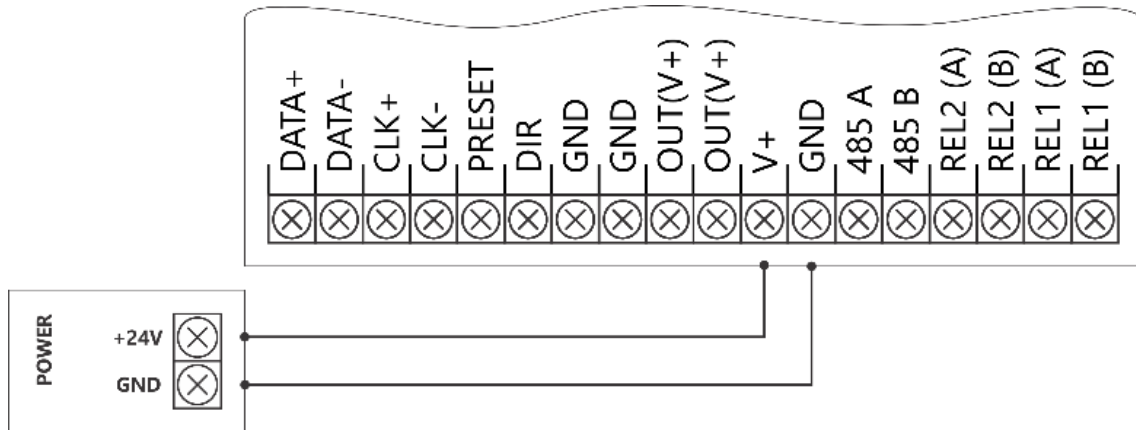 DATA+
DATA-
CLK+
CLK-
PRESET
DIR
GND
GND
OUT(V+)
OUT(V+)
V+
GND
485 A
485 B
REL2 (A)
REL2 (B)
REL1 (A)
REL1 (B)
POWER
+24V
GND